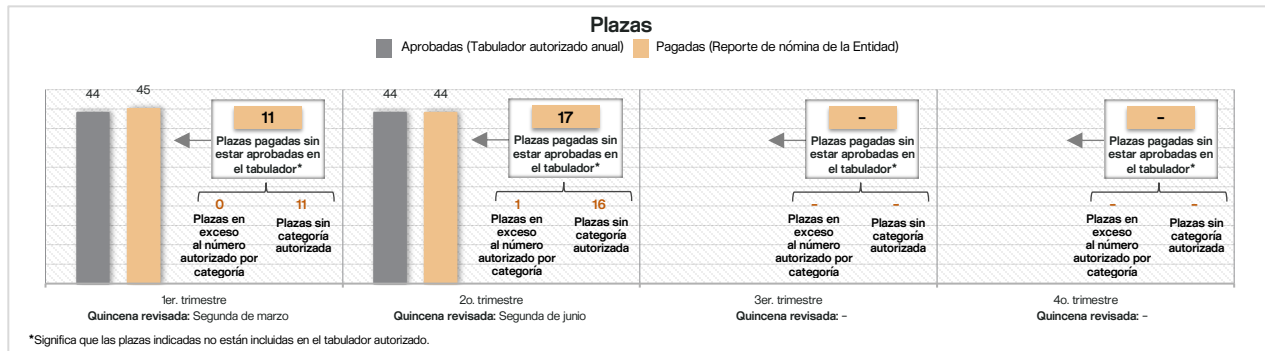 Plazas
Aprobadas (Tabulador autorizado anual) Pagadas (Reporte de nómina de la Entidad)
44
45
11
Plazas pagadas sin
estar aprobadas en
el tabulador*
0
Plazas en
exceso
al número
autorizado por
categoría
11
Plazas sin
categoría
autorizada
1er. trimestre
Quincena revisada: Segunda de marzo
44
44
17
Plazas pagadas sin
estar aprobadas en
el tabulador*
1
Plazas en
exceso
al número
autorizado por
categoría
16
Plazas sin
categoría
autorizada
2o. trimestre
Quincena revisada: Segunda de junio
-
Plazas pagadas sin
estar aprobadas en
el tabulador*
-
Plazas en
exceso
al número
autorizado por
categoría
-
Plazas sin
categoría
autorizada
3er. trimestre
Quincena revisada: -
-
Plazas pagadas sin
estar aprobadas en
el tabulador*
-
Plazas en
exceso
al número
autorizado por
categoría
-
Plazas sin
categoría
autorizada
4o. trimestre
Quincena revisada: -
*Significa que las plazas indicadas no están incluidas en el tabulador autorizado.